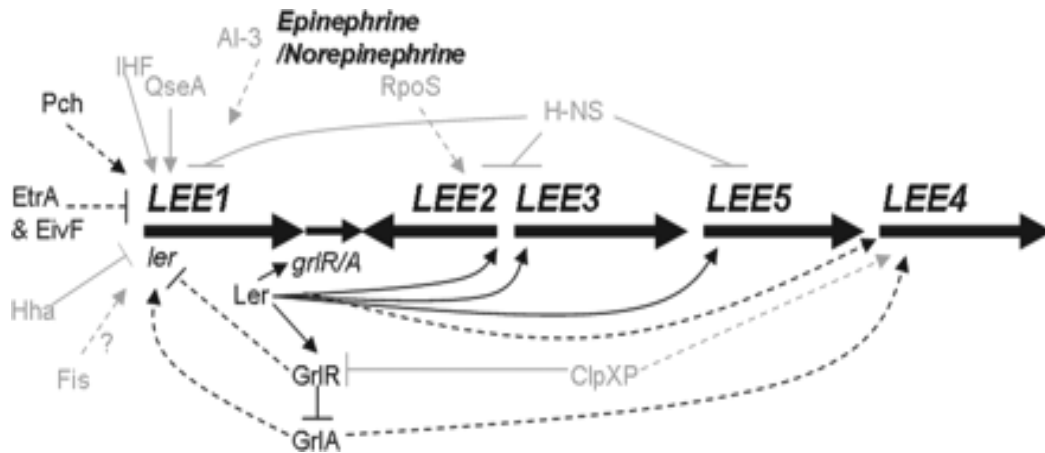 Epinephrine
/Norepinephrine
AI-3
IHF
QseA
RpoS
Pch
H-NS
EtrA
& EivF
LEE1
LEE2
LEE3
LEE5
LEE4
ler
grlR/A
Ler
Hha
?
Fis
GrlR
ClpXP
GrlA